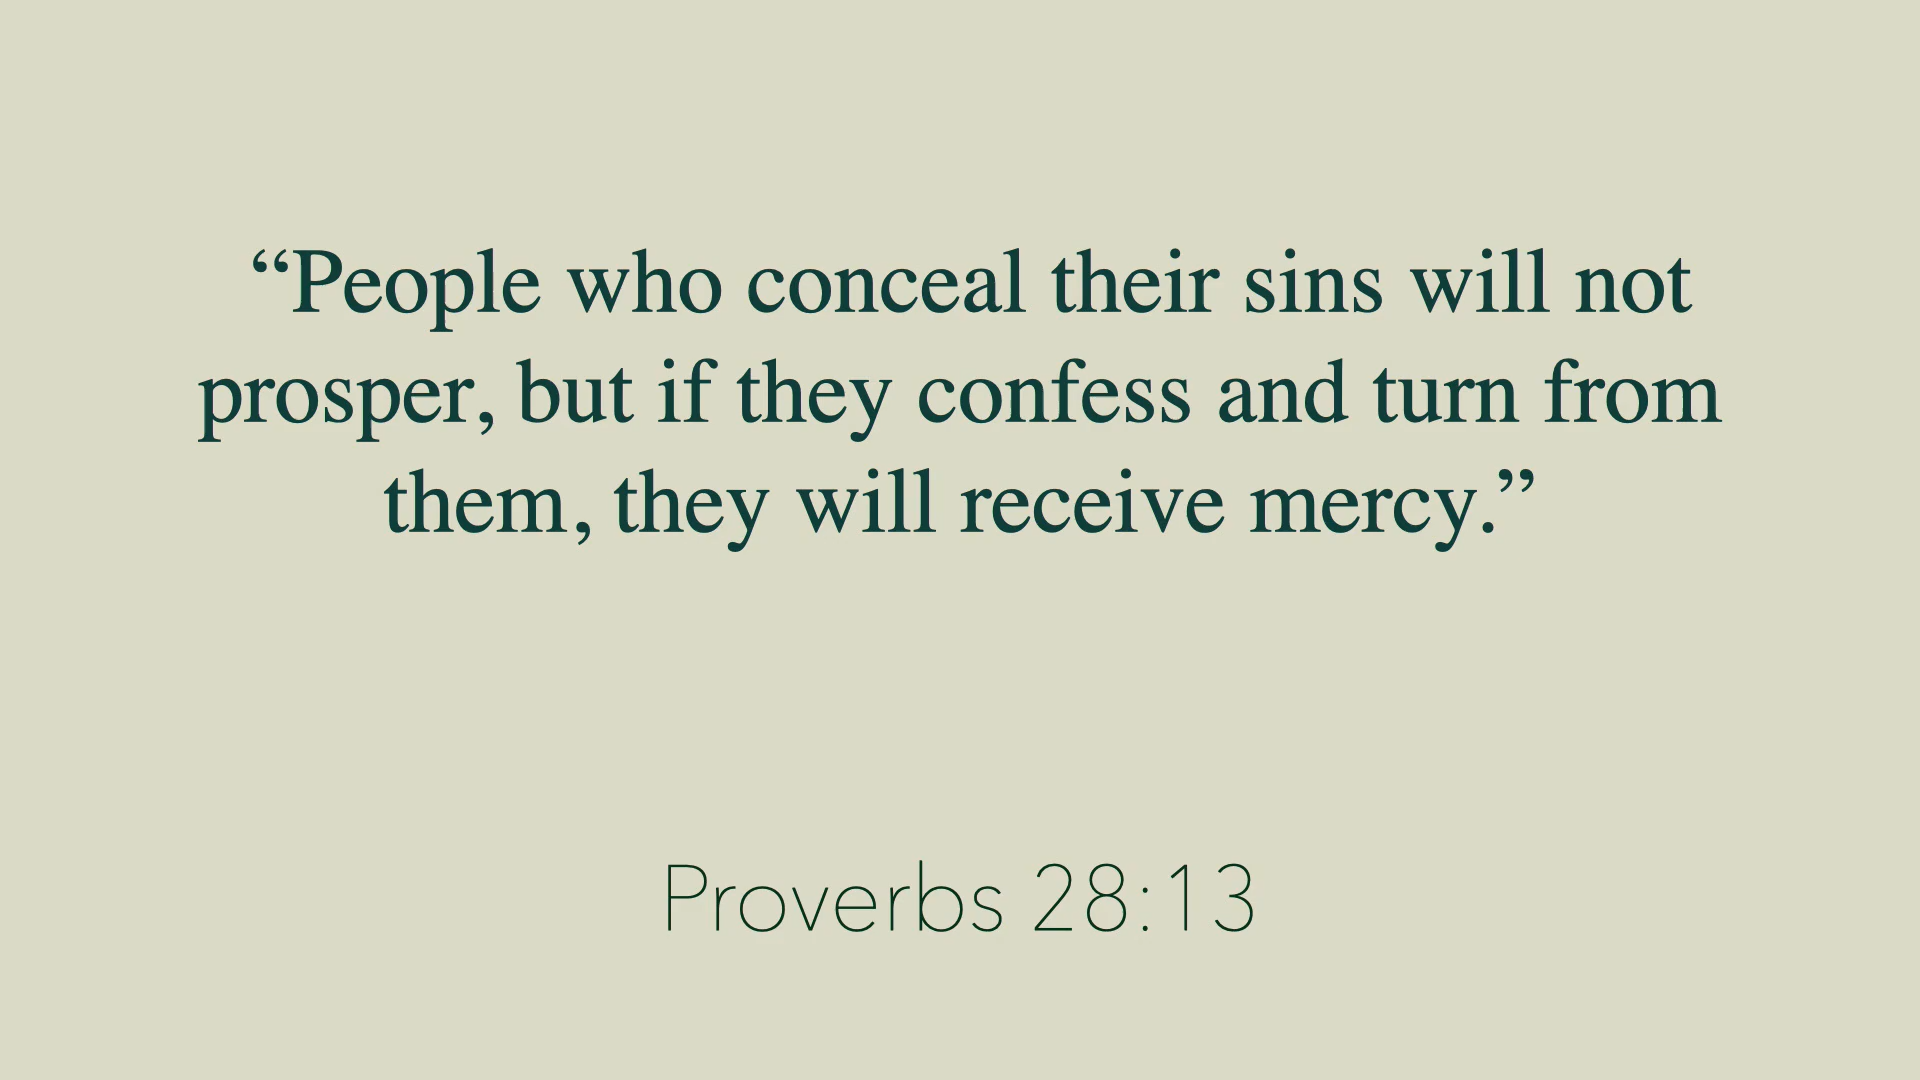 “People who conceal their sins will not
prosper, but if they confess and turn from
them, they will receive mercy.”
Proverbs 28:13